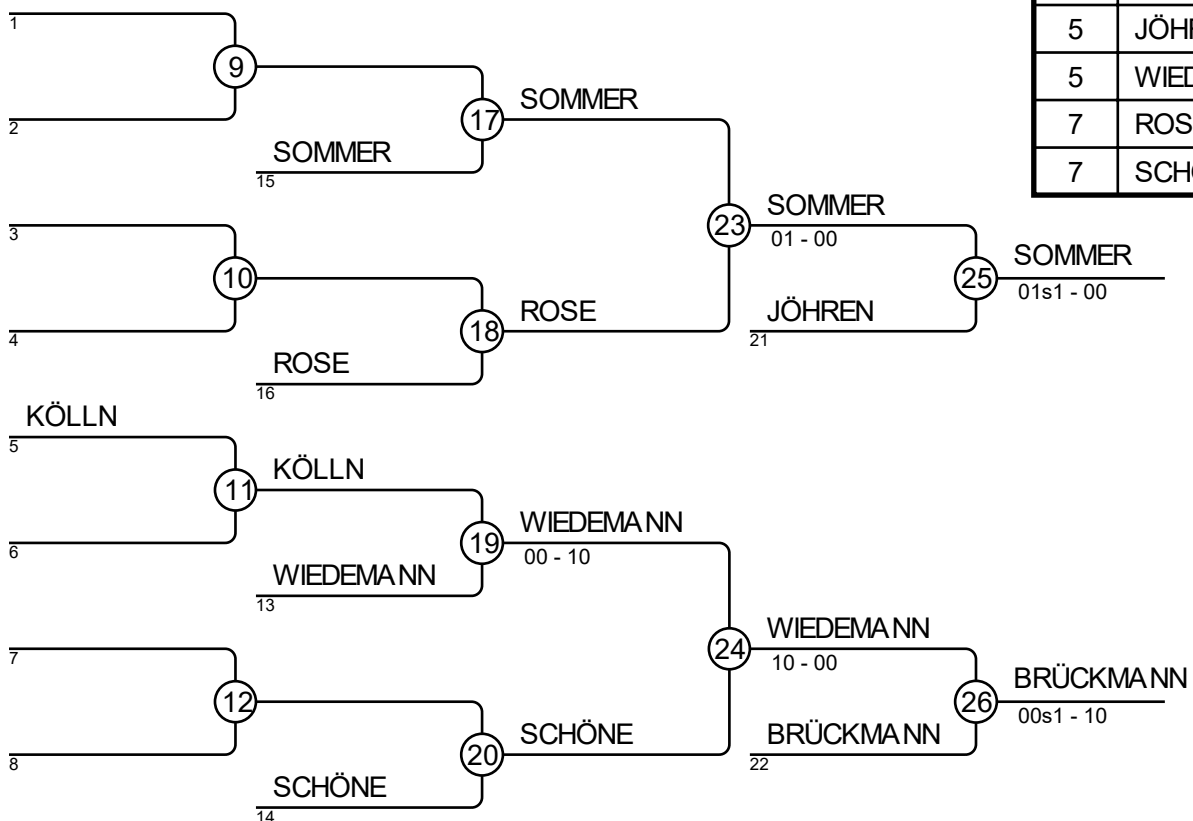 1
5
9
5
2
SOMMER
17
SOMMER
15
7
ROS
7
3
SOMMER
23
01 - 00
10
SOMMER
25
01s1 - 00
ROSE
JÖHREN
18
4
21
ROSE
16
KÖLLN
5
KÖLLN
11
WIEDEMANN
19
00 - 10
6
WIEDEMANN
13
WIEDEMANN
24
10 - 00
7
12
BRÜCKMANN
26
00s1 - 10
SCHÖNE
BRÜCKMANN
20
8
22
SCHÖNE
14